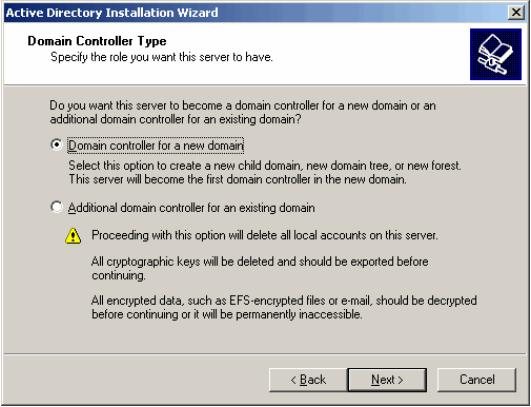 Active Directory Installation Wizard
Domain Controller Type
Specify the role you want this server to have.
Do you want this server to become a domain controller for a new domain or an
additional domain controller for an existing domain?
Domain controller for a new domain
Select this option to create a new child domain, new domain tree, or new forest.
This server will become the first domain controller in the new domain.
Additional domain controller for an existing domain
Proceeding with this option will delete all local accounts on this server.
All cryptographic keys will be deleted and should be exported before
continuing.
All encrypted data, such as EFS-encrypted files or e-mail, should be decrypted
before continuing or it will be permanently inaccessible.
< Back
Next >
Cancel